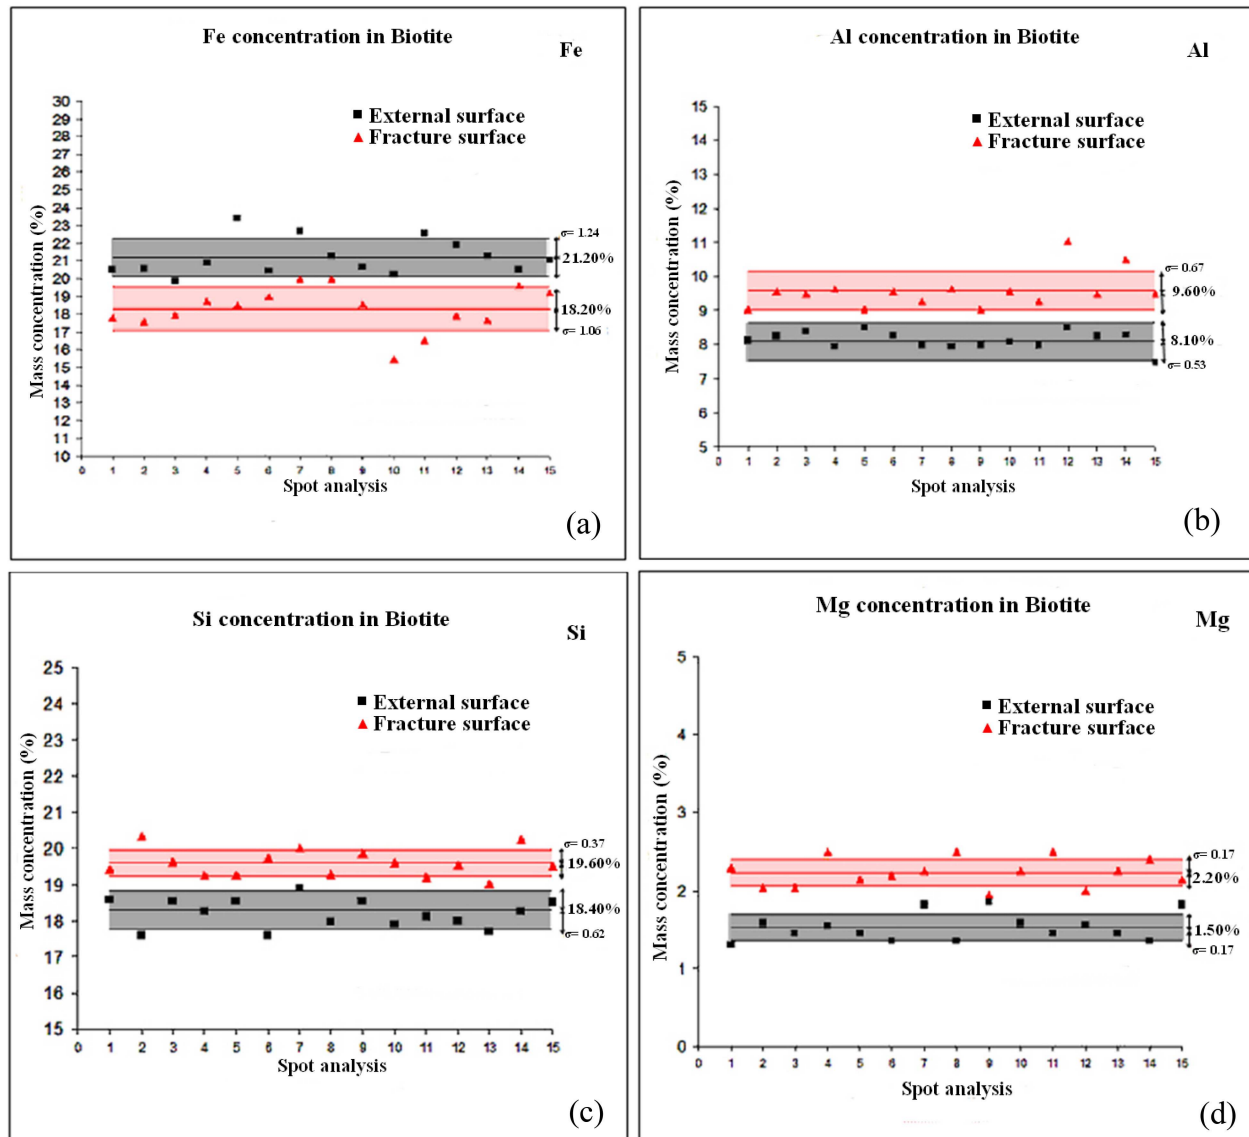 Fe concentration in Biotite
Fe
External surface
Fracture surface
Mass concentration (%)
30
29
28
27
26
25
24
23
22
21
20
19
18
17
16
15
14
13
12
11
10
σ= 1.24
21.20%
18.20%
σ= 1.06
0 1 2 3 4 5 6 7 8 9 10 11 12 13 14 15
Spot analysis
(a)
Al concentration in Biotite
Al
External surface
Fracture surface
Mass concentration (%)
15
14
13
12
11
10
9
8
7
6
5
σ= 0.67
9.60%
8.10%
σ= 0.53
0 1 2 3 4 5 6 7 8 9 10 11 12 13 14 15
Spot analysis
(b)
Si concentration in Biotite
Si
External surface
Fracture surface
Mass concentration (%)
25
24
23
22
21
20
19
18
17
16
15
σ= 0.37
19.60%
18.40%
σ= 0.62
0 1 2 3 4 5 6 7 8 9 10 11 12 13 14 15
Spot analysis
(c)
Mg concentration in Biotite
Mg
External surface
Fracture surface
Mass concentration (%)
5
4
3
2
1
0
σ= 0.17
2.20%
1.50%
σ= 0.17
0 1 2 3 4 5 6 7 8 9 10 11 12 13 14 15
Spot analysis
(d)